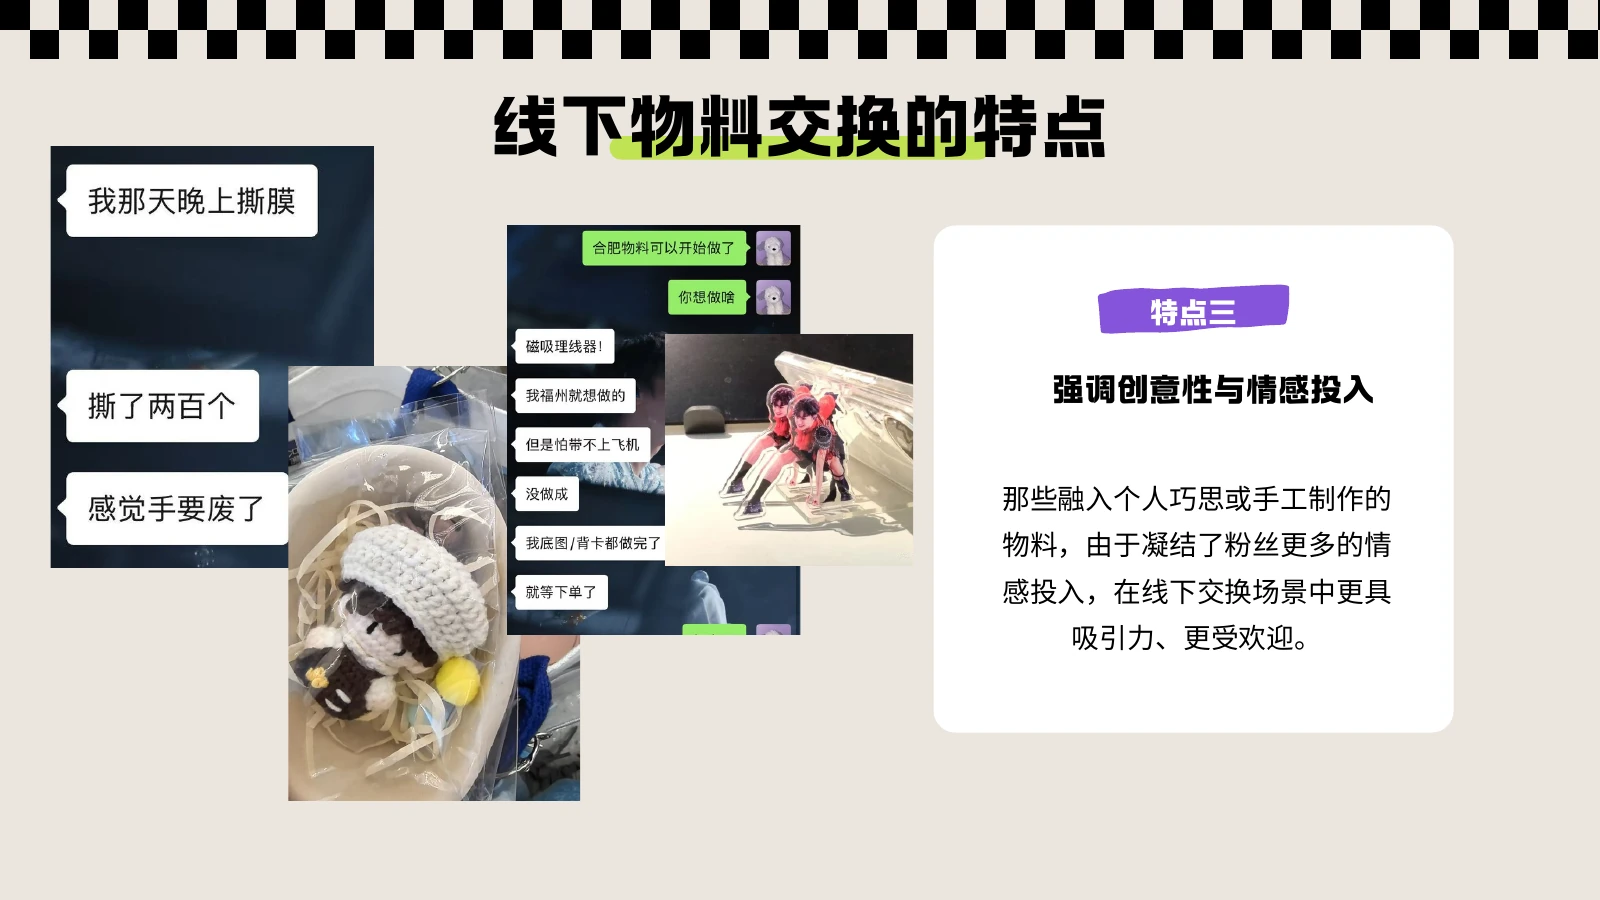 线下物料交换的特点
我那天晚上撕膜
撕了两百个
感觉手要废了
合肥物料可以开始做了
你想做啥
磁吸理线器！
我福州就想做的
但是怕带不上飞机
没做成
我底图/背卡都做完了
就等下单了
特点三
强调创意性与情感投入
那些融入个人巧思或手工制作的
物料，由于凝结了粉丝更多的情
感投入，在线下交换场景中更具
吸引力、更受欢迎。